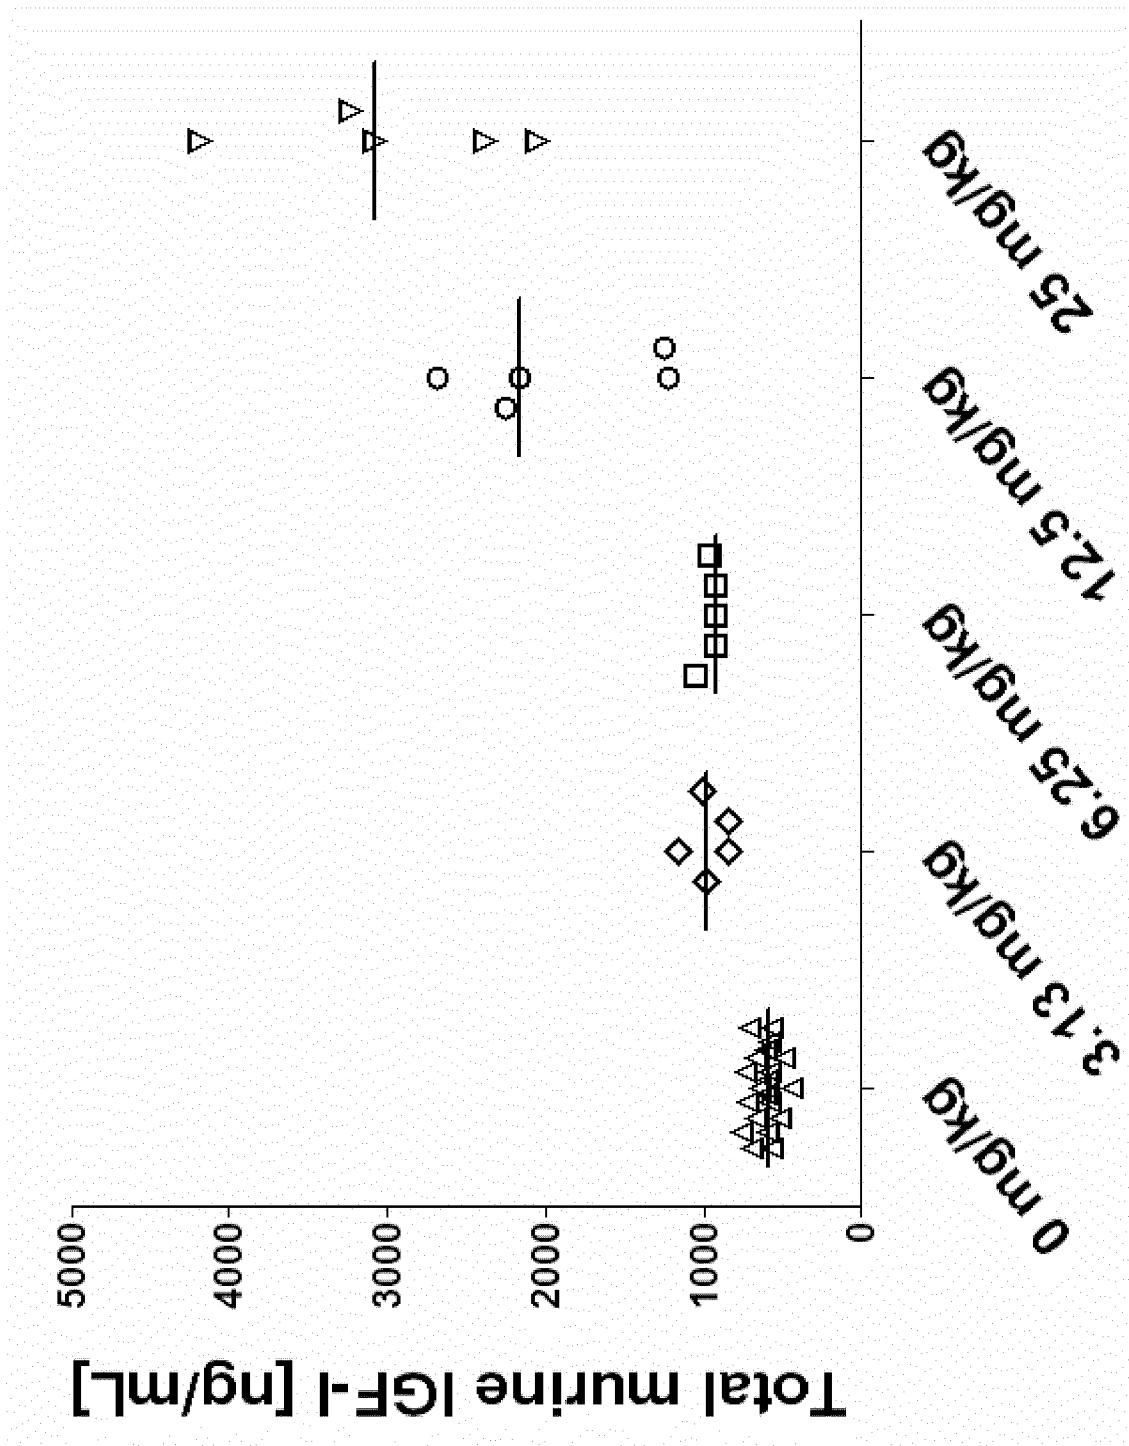 Total murine IGF-I [ng/mL]
5000
4000
3000
2000
1000
0
0 mg/kg
3.13 mg/kg
6.25 mg/kg
12.5 mg/kg
25 mg/kg